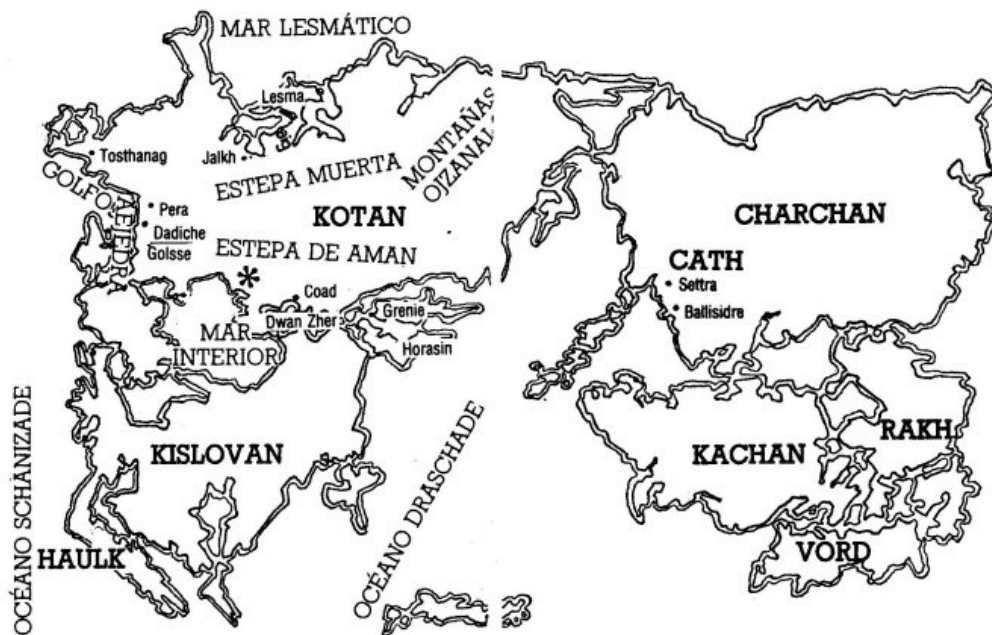 MAR LESMÁTICO
Lesma
Tosthanag
Jalkh
MONTAÑAS
OJZANAL
ESTEPA MUERTA
GOLFO
Pera
KOTAN
CHARCHAN
Dadiche
Golsse
ESTEPA DE AMAN
*
CATH
Settra
Coad
Ballisidre
Grenie
Dwan Zher
MAR
INTERIOR
Horasin
OCÉANO SCHANIZADE
KISLOVAN
OCÉANO DRASCHADE
KACHAN
RAKH
HAULK
VORD